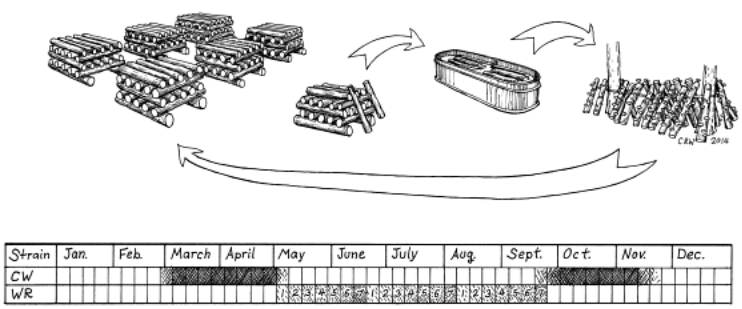 CRW 2014
Strain Jan. Feb. March April May June July Aug. Sept. Oct. Nov. Dec.
CW
WR 1 2 3 4 5 6 7 1 2 3 4 5 6 7 1 2 3 4 5 6 7